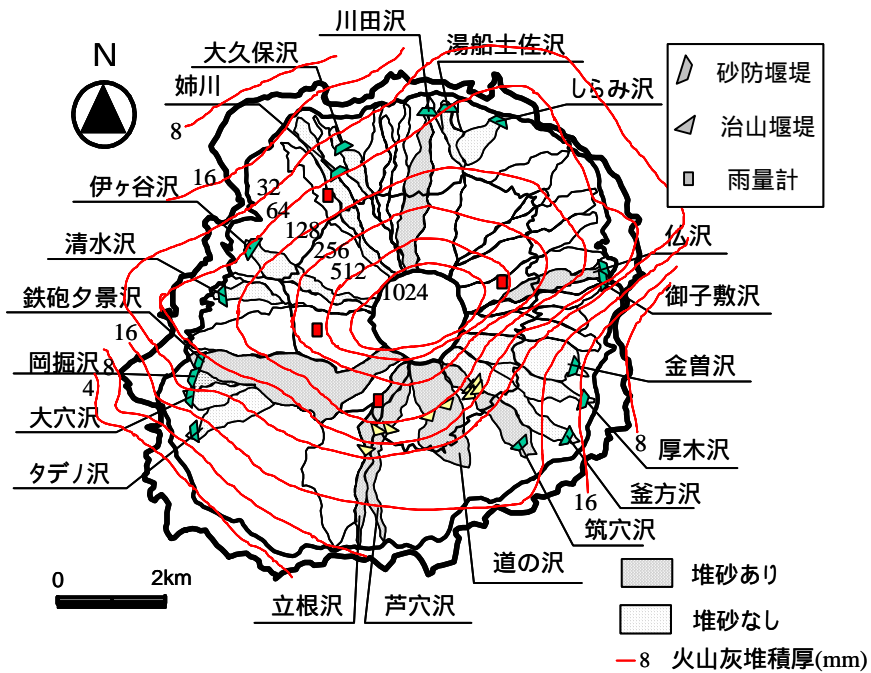 川田沢
N
大久保沢
湯船土佐沢
姉川
しらみ沢
砂防堰堤
治山堰堤
雨量計
8
16
伊ヶ谷沢
32
64
128
256
512
1024
清水沢
仏沢
鉄砲夕景沢
御子敷沢
16
岡掘沢
8
4
金曽沢
大穴沢
8
厚木沢
タデノ沢
釜方沢
16
筑穴沢
道の沢
0 2km
立根沢
芦穴沢
堆砂あり
堆砂なし
8 火山灰堆積厚(mm)